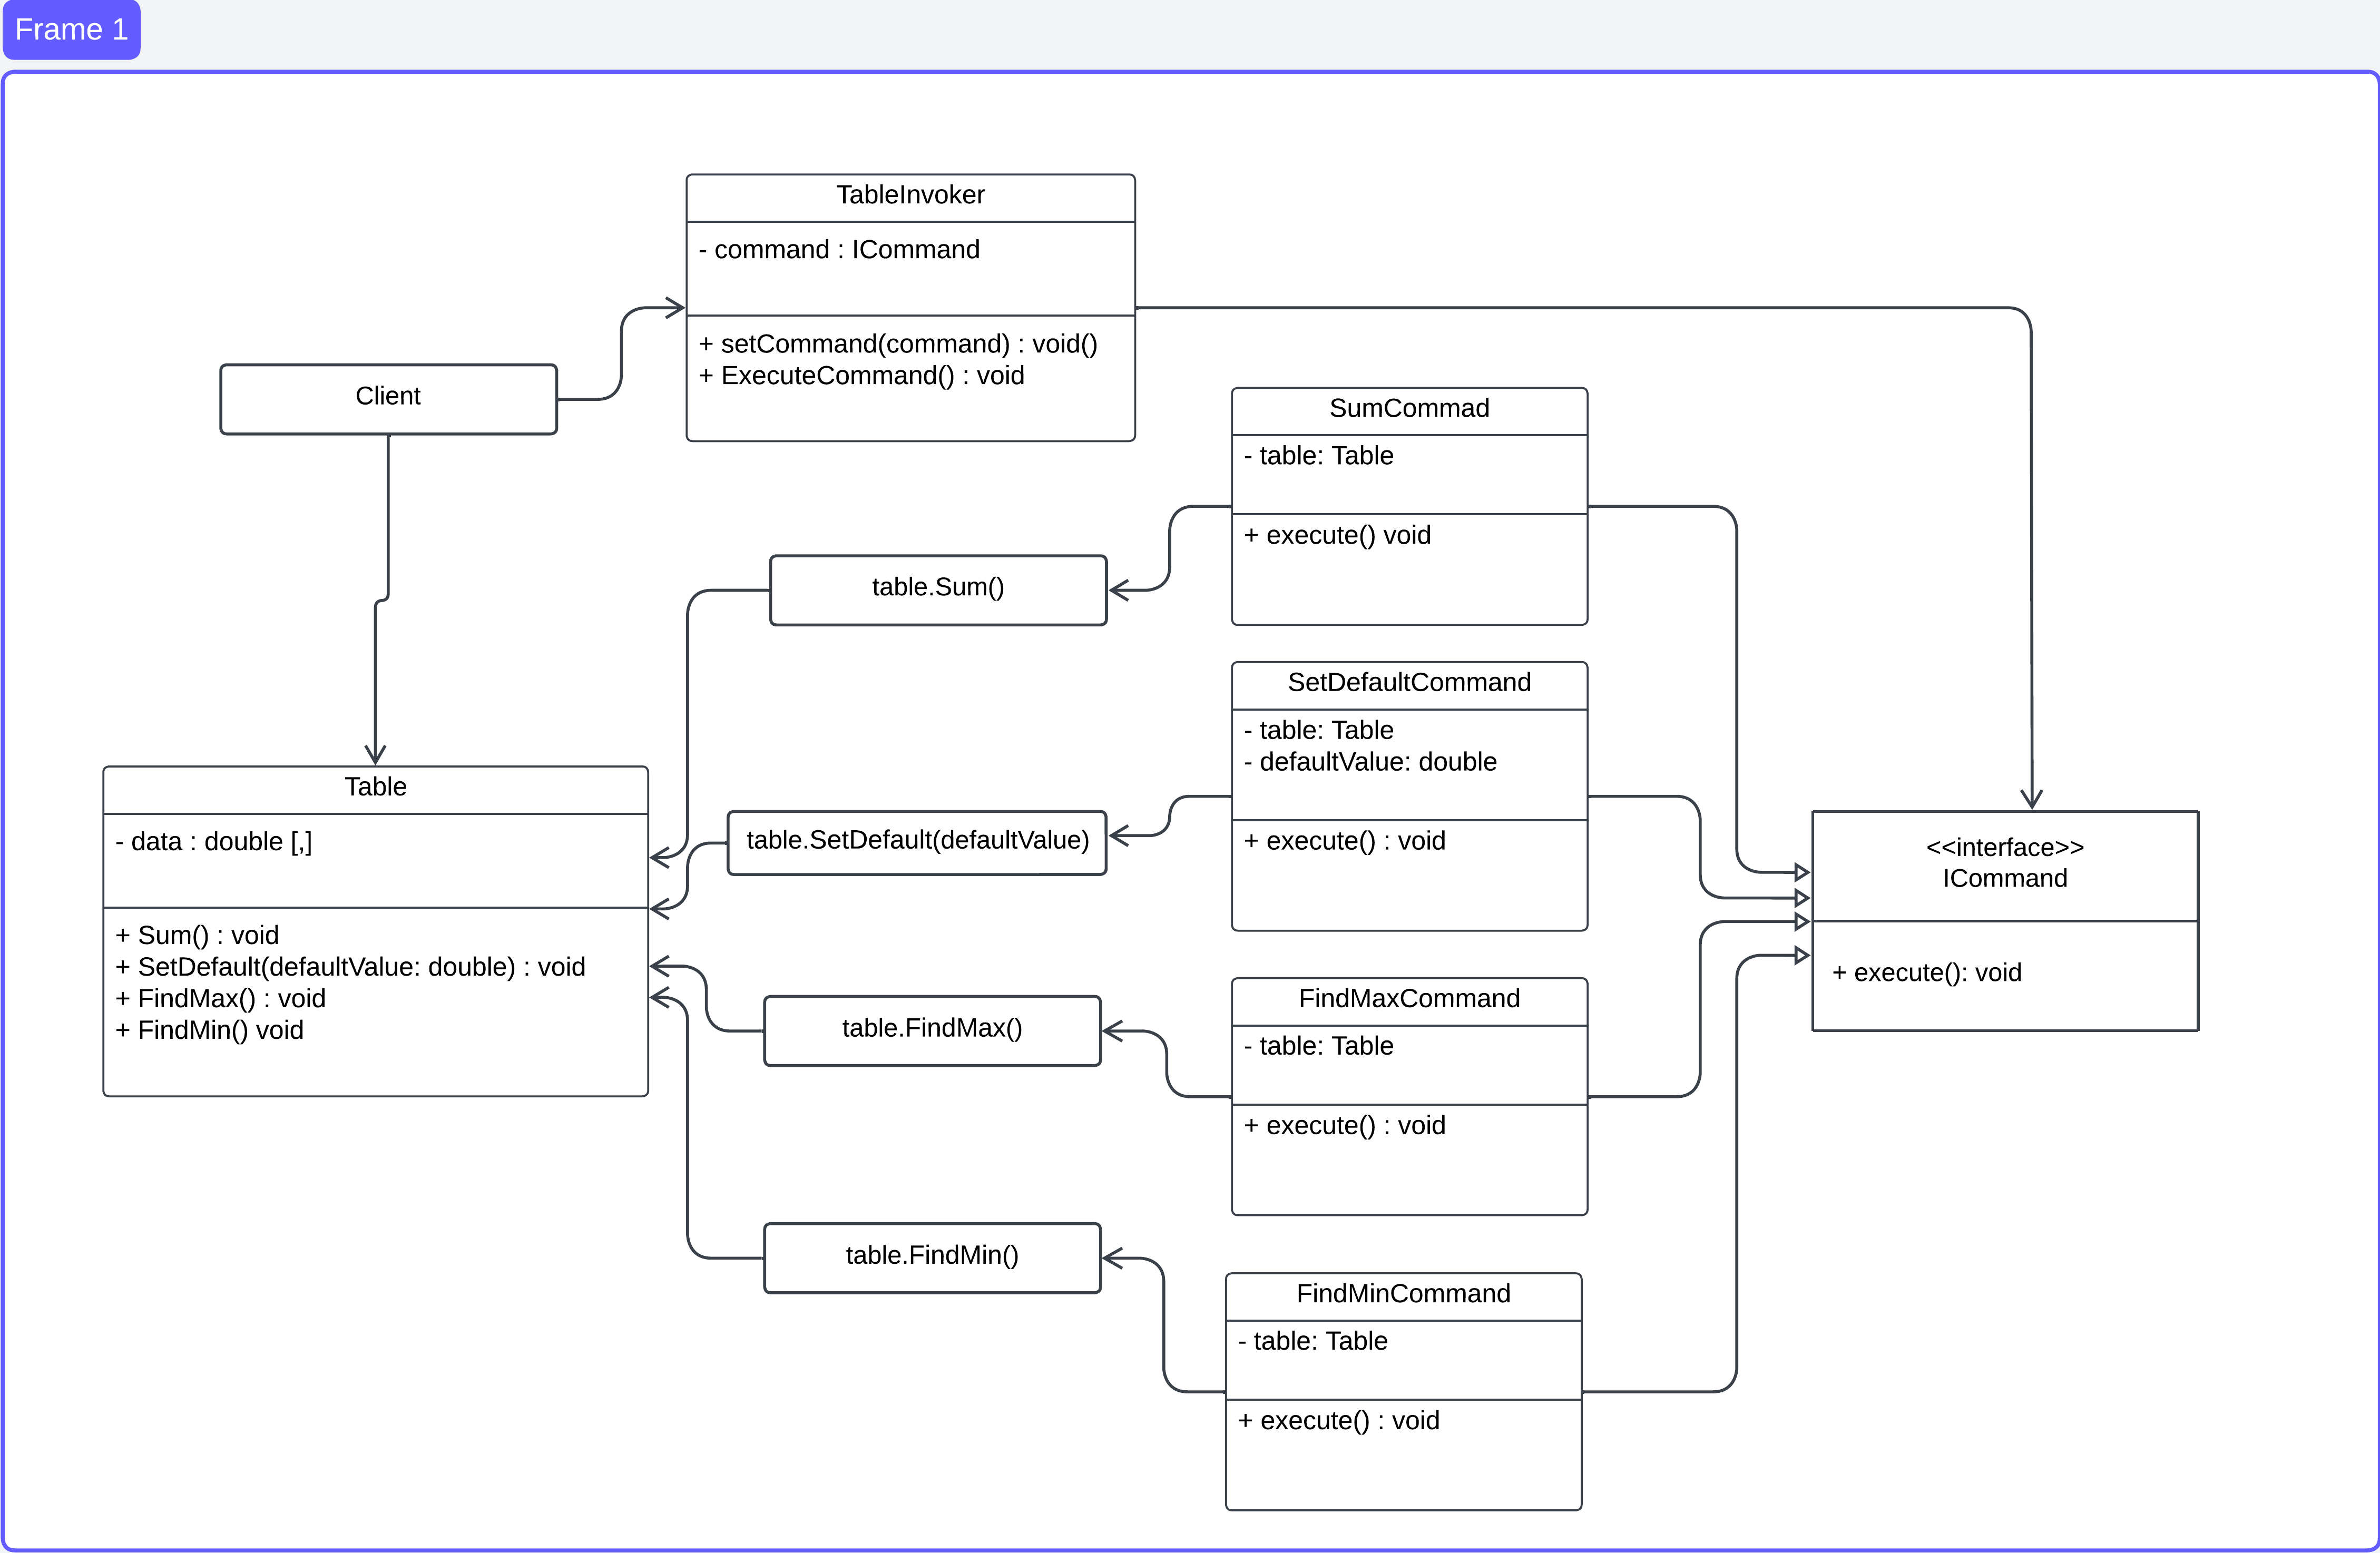 Frame 1
TableInvoker
- command : ICommand
+ setCommand(command) : void()
+ ExecuteCommand() : void
Client
SumCommad
- table: Table
+ execute() void
table.Sum()
SetDefaultCommand
- table: Table
- defaultValue: double
+ execute() : void
table.SetDefault(defaultValue)
Table
- data : double [,]
+ Sum() : void
+ SetDefault(defaultValue: double) : void
+ FindMax() : void
+ FindMin() void
<<interface>>
ICommand
+ execute(): void
FindMaxCommand
- table: Table
+ execute() : void
table.FindMax()
table.FindMin()
FindMinCommand
- table: Table
+ execute() : void